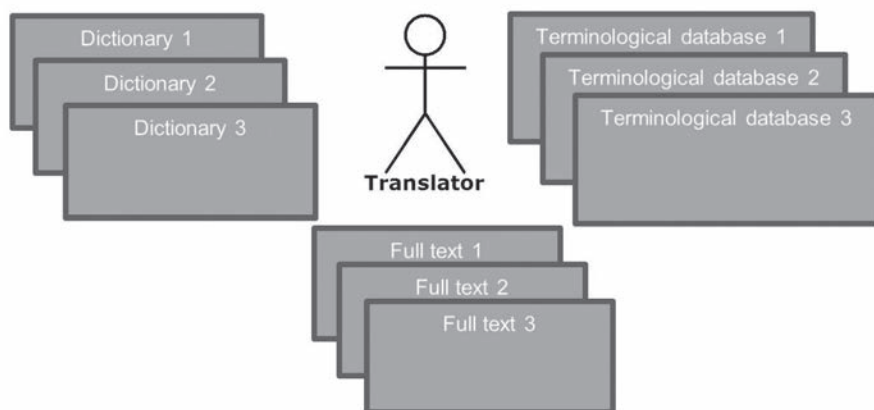 Dictionary 1
Dictionary 2
Dictionary 3
Translator
Terminological database 1
Terminological database 2
Terminological database 3
Full text 1
Full text 2
Full text 3